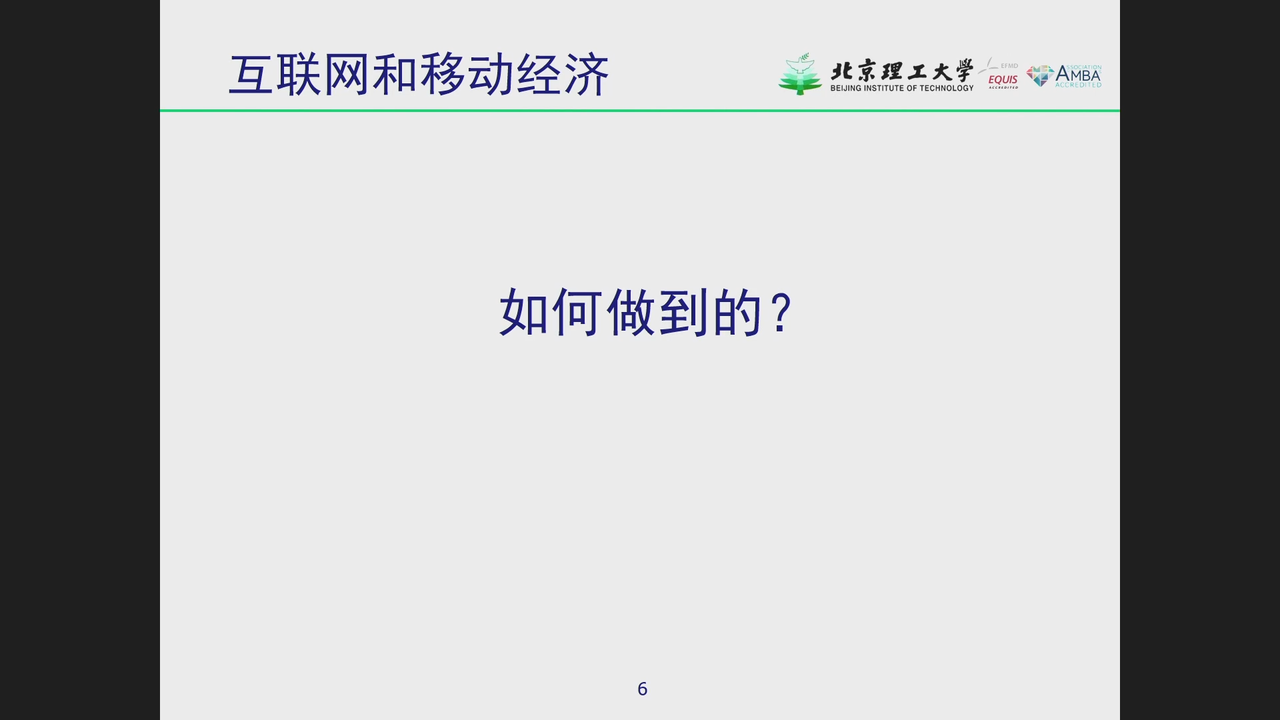 互联网和移动经济
北京理工大学
BEIJING INSTITUTE OF TECHNOLOGY
EFMD
EQUIS
ACCREDITED
ASSOCIATION
AMBA
ACCREDITED
如何做到的？
6